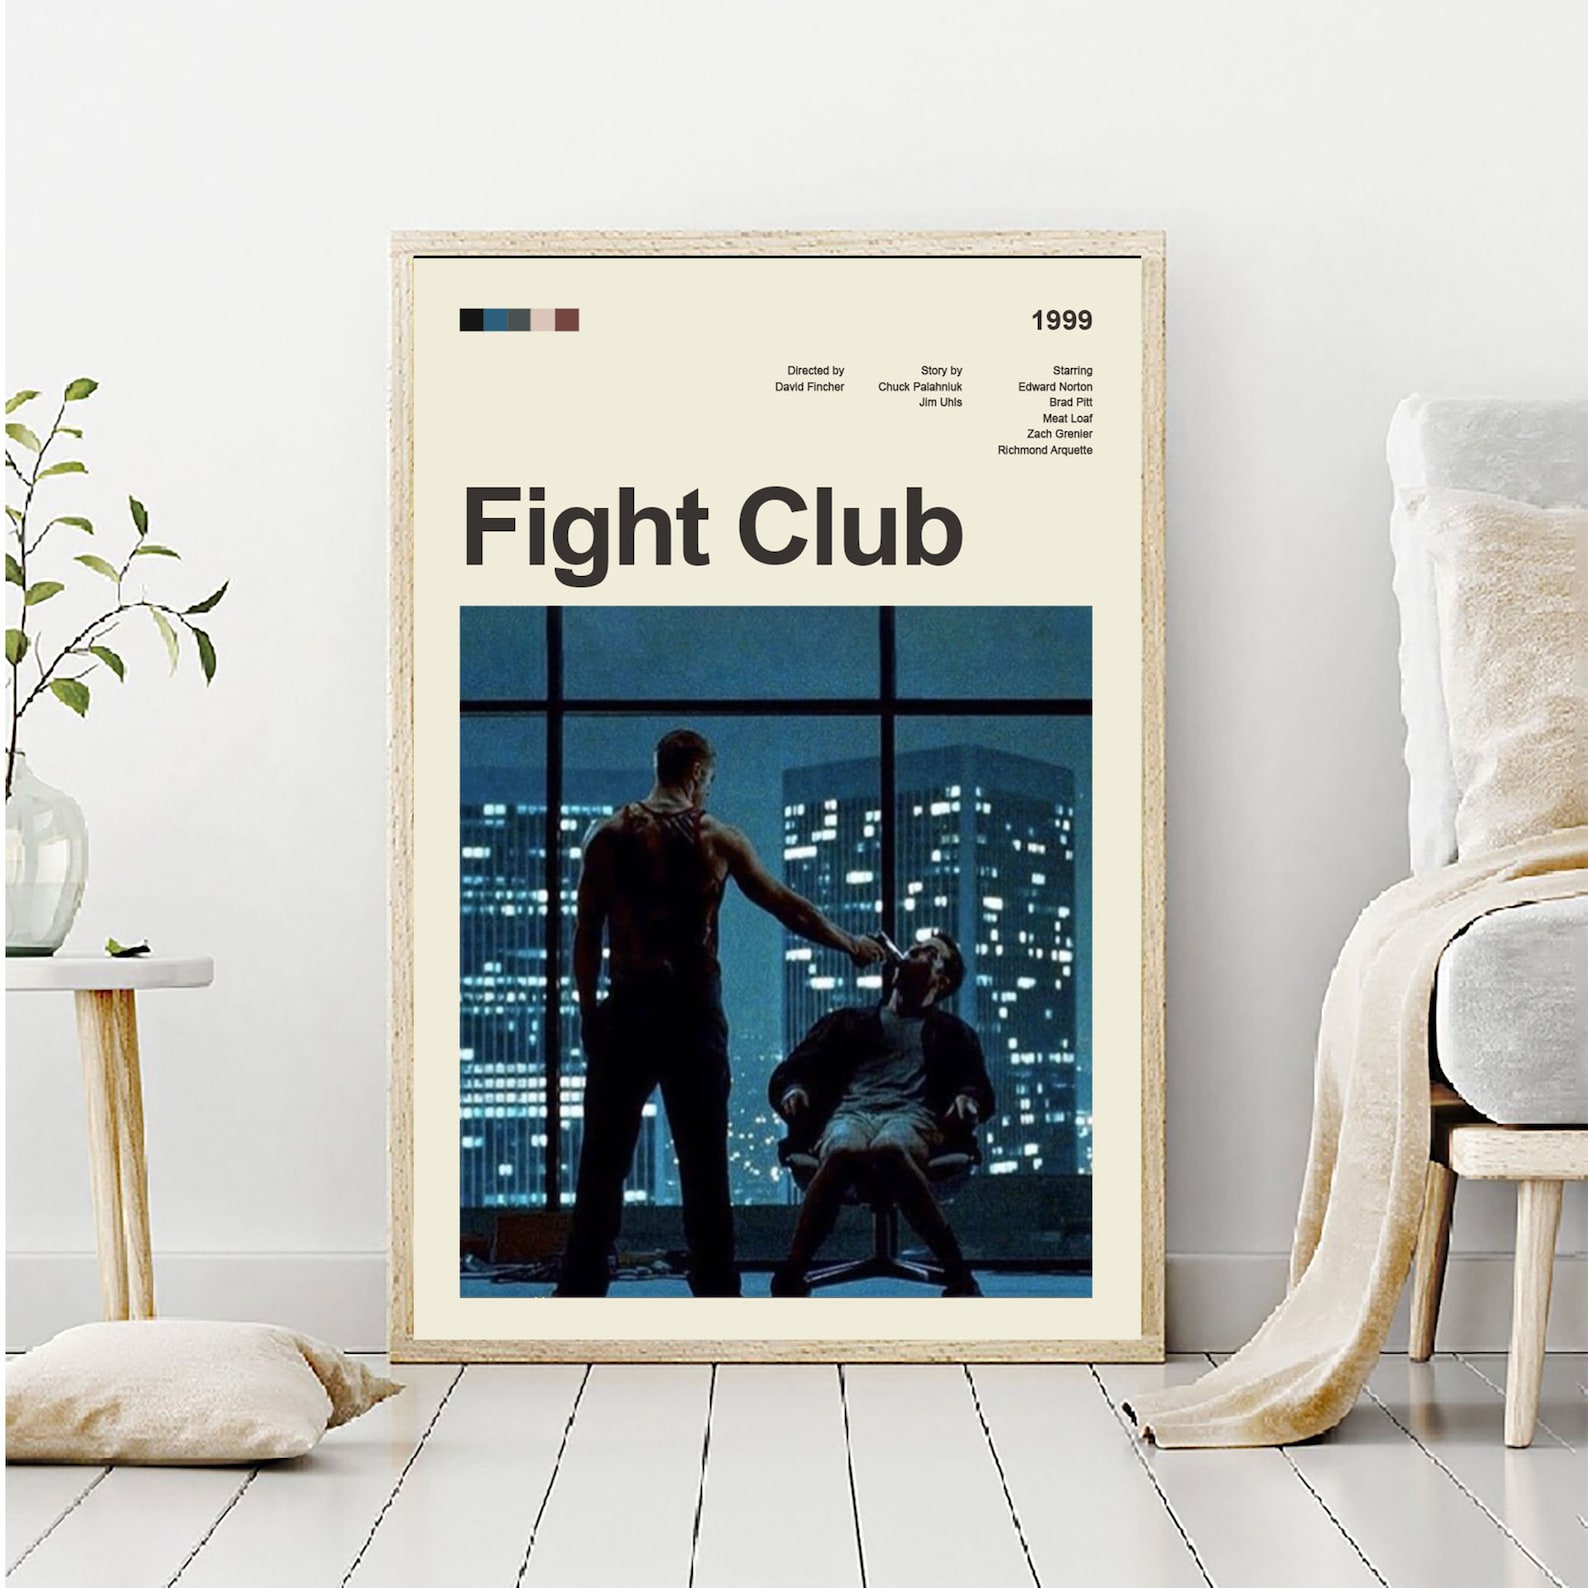 1999
Directed by
David Fincher
Story by
Chuck Palahniuk
Jim Uhls
Starring
Edward Norton
Brad Pitt
Meat Loaf
Zach Grenier
Richmond Arquette
Fight Club